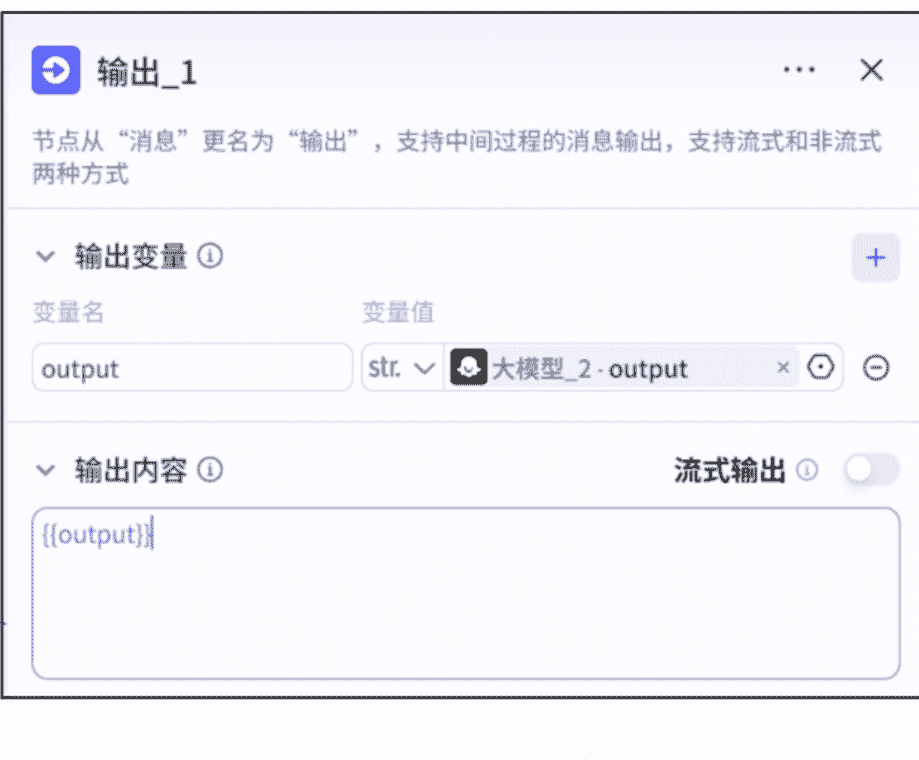 输出_1
节点从“消息”更名为“输出”，支持中间过程的消息输出，支持流式和非流式
两种方式
输出变量
变量名 变量值
output str. 大模型_2 · output
输出内容 流式输出
{{output}}